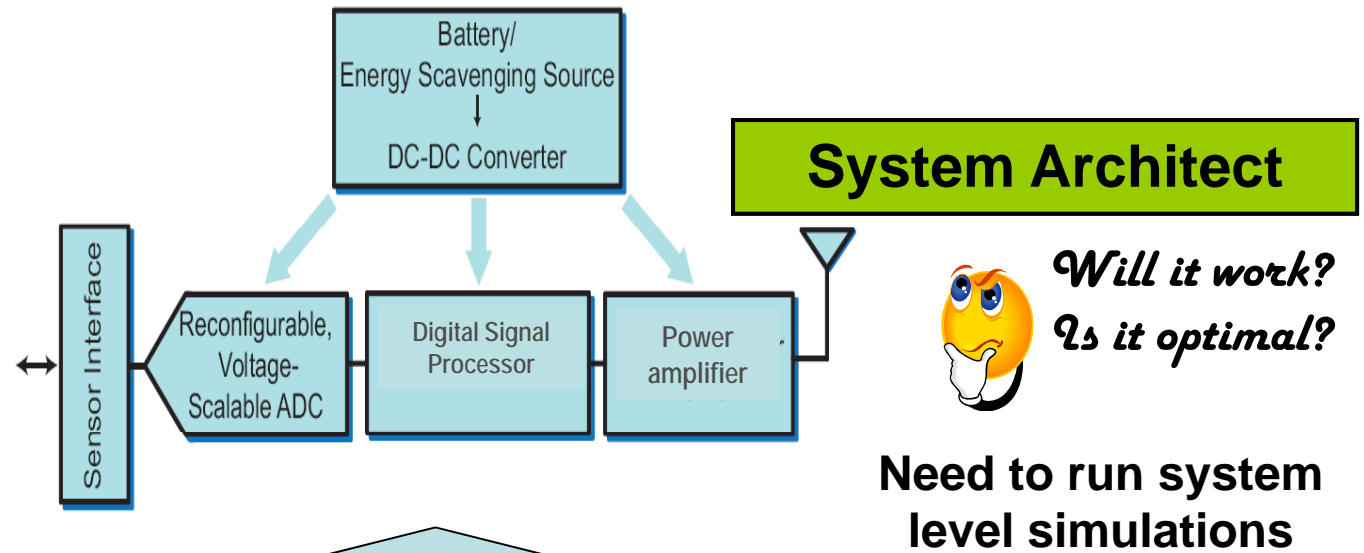 Battery/
Energy Scavenging Source
DC-DC Converter
System Architect
Sensor Interface
Reconfigurable,
Voltage-
Scalable ADC
Digital Signal
Processor
Power
amplifier
Will it work?
Is it optimal?
Need to run system
level simulations